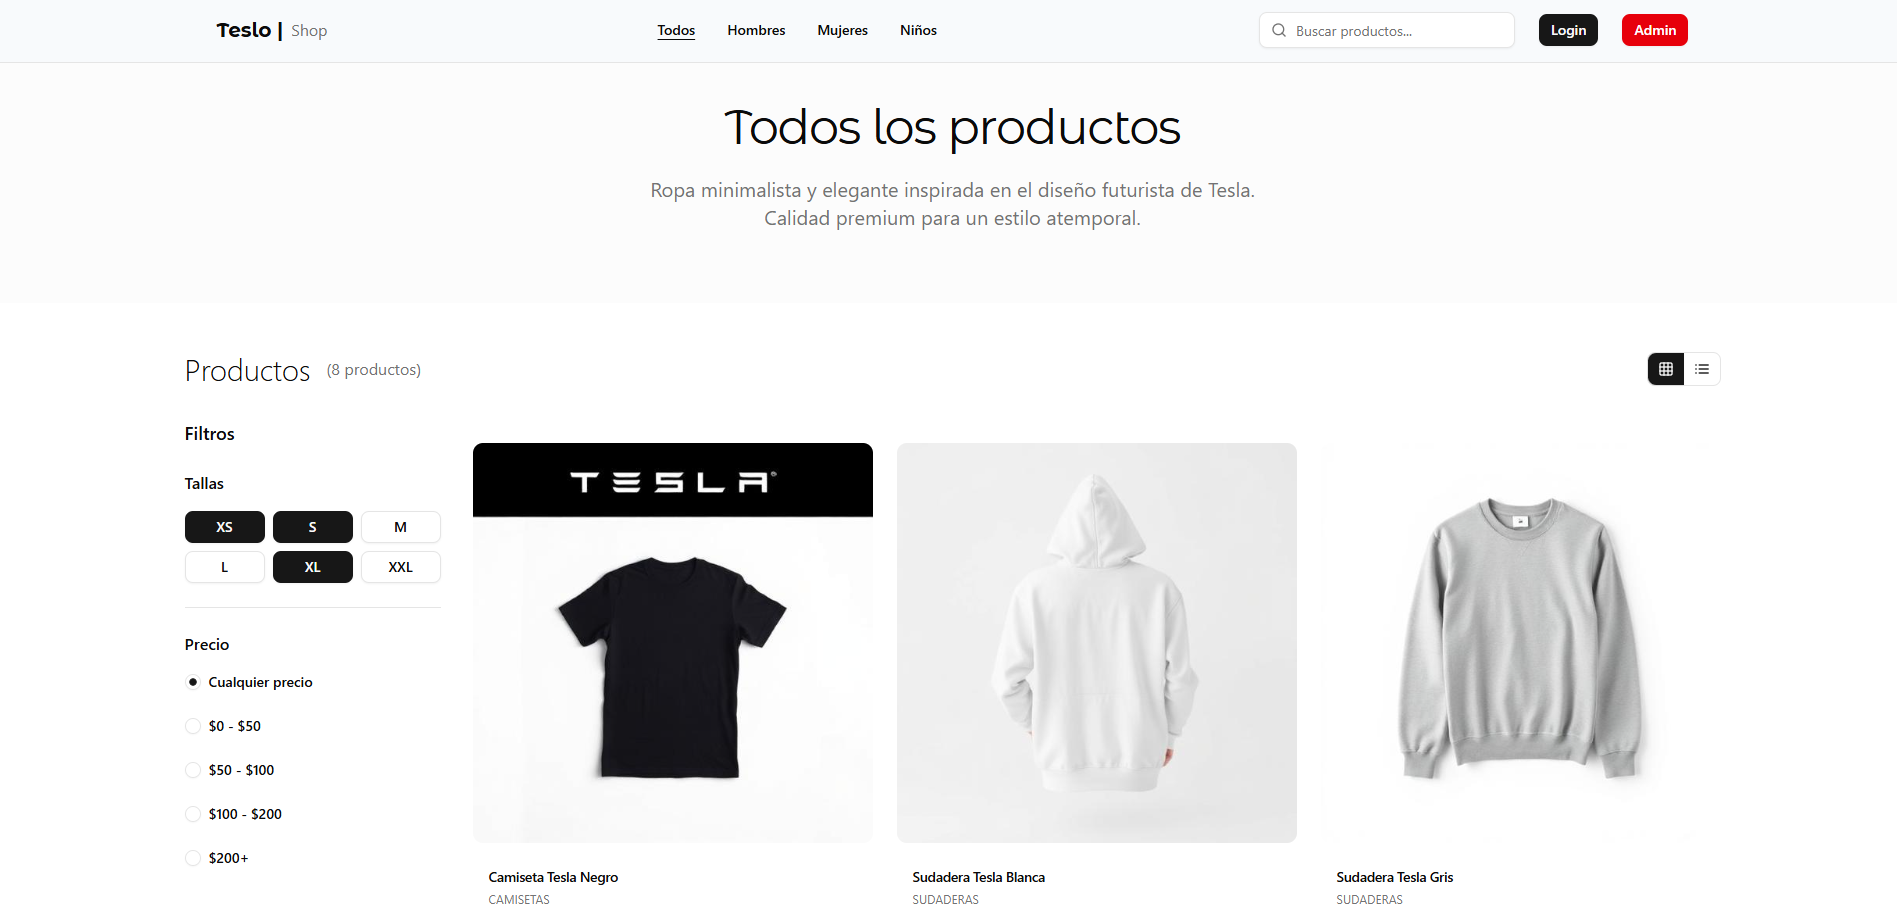 Teslo | Shop
Todos Hombres Mujeres Niños
Buscar productos...
Login
Admin
Todos los productos
Ropa minimalista y elegante inspirada en el diseño futurista de Tesla.
Calidad premium para un estilo atemporal.
Productos (8 productos)
Filtros
Tallas
XS S M
L XL XXL
Precio
Cualquier precio
$0 - $50
$50 - $100
$100 - $200
$200+
TESLA
Camiseta Tesla Negro
CAMISETAS
Sudadera Tesla Blanca
SUDADERAS
Sudadera Tesla Gris
SUDADERAS